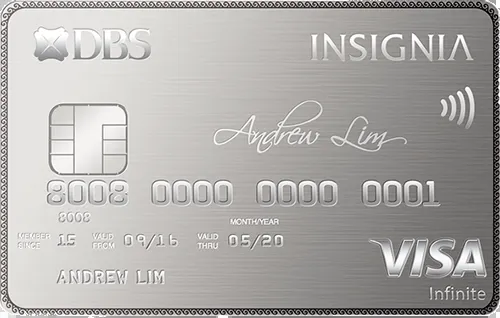 DBS INSIGNIA
Andrew Lim
8008 0000 0000 0001
8008
MONTH/YEAR
MEMBER SINCE 15 VALID FROM 09/16 VALID THRU 05/20
ANDREW LIM
VISA
Infinite